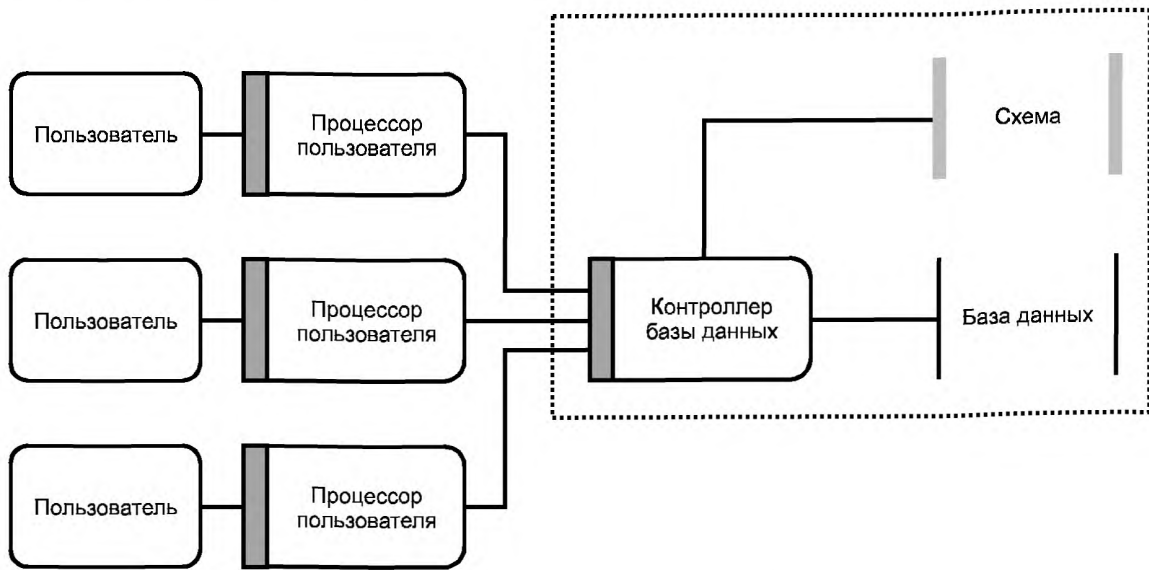 Пользователь
Процессор
пользователя
Схема
Пользователь
Процессор
пользователя
Контроллер
базы данных
База данных
Пользователь
Процессор
пользователя